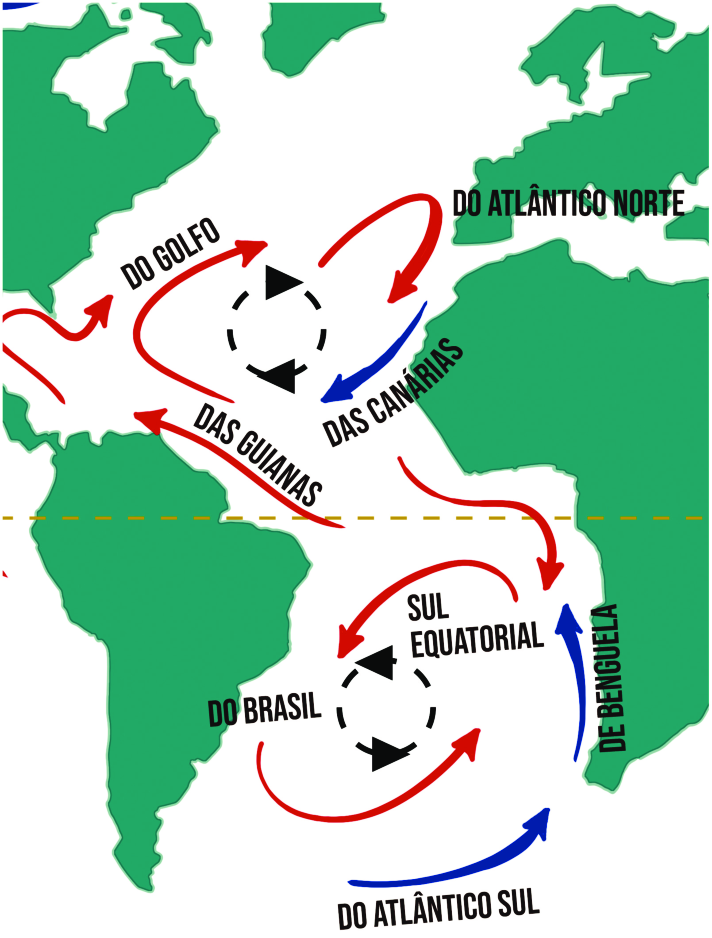 DO ATLÂNTICO NORTE
DO GOLFO
DAS CANÁRIAS
DAS GUIANAS
SUL
EQUATORIAL
DE BENGUELA
DO BRASIL
DO ATLÂNTICO SUL